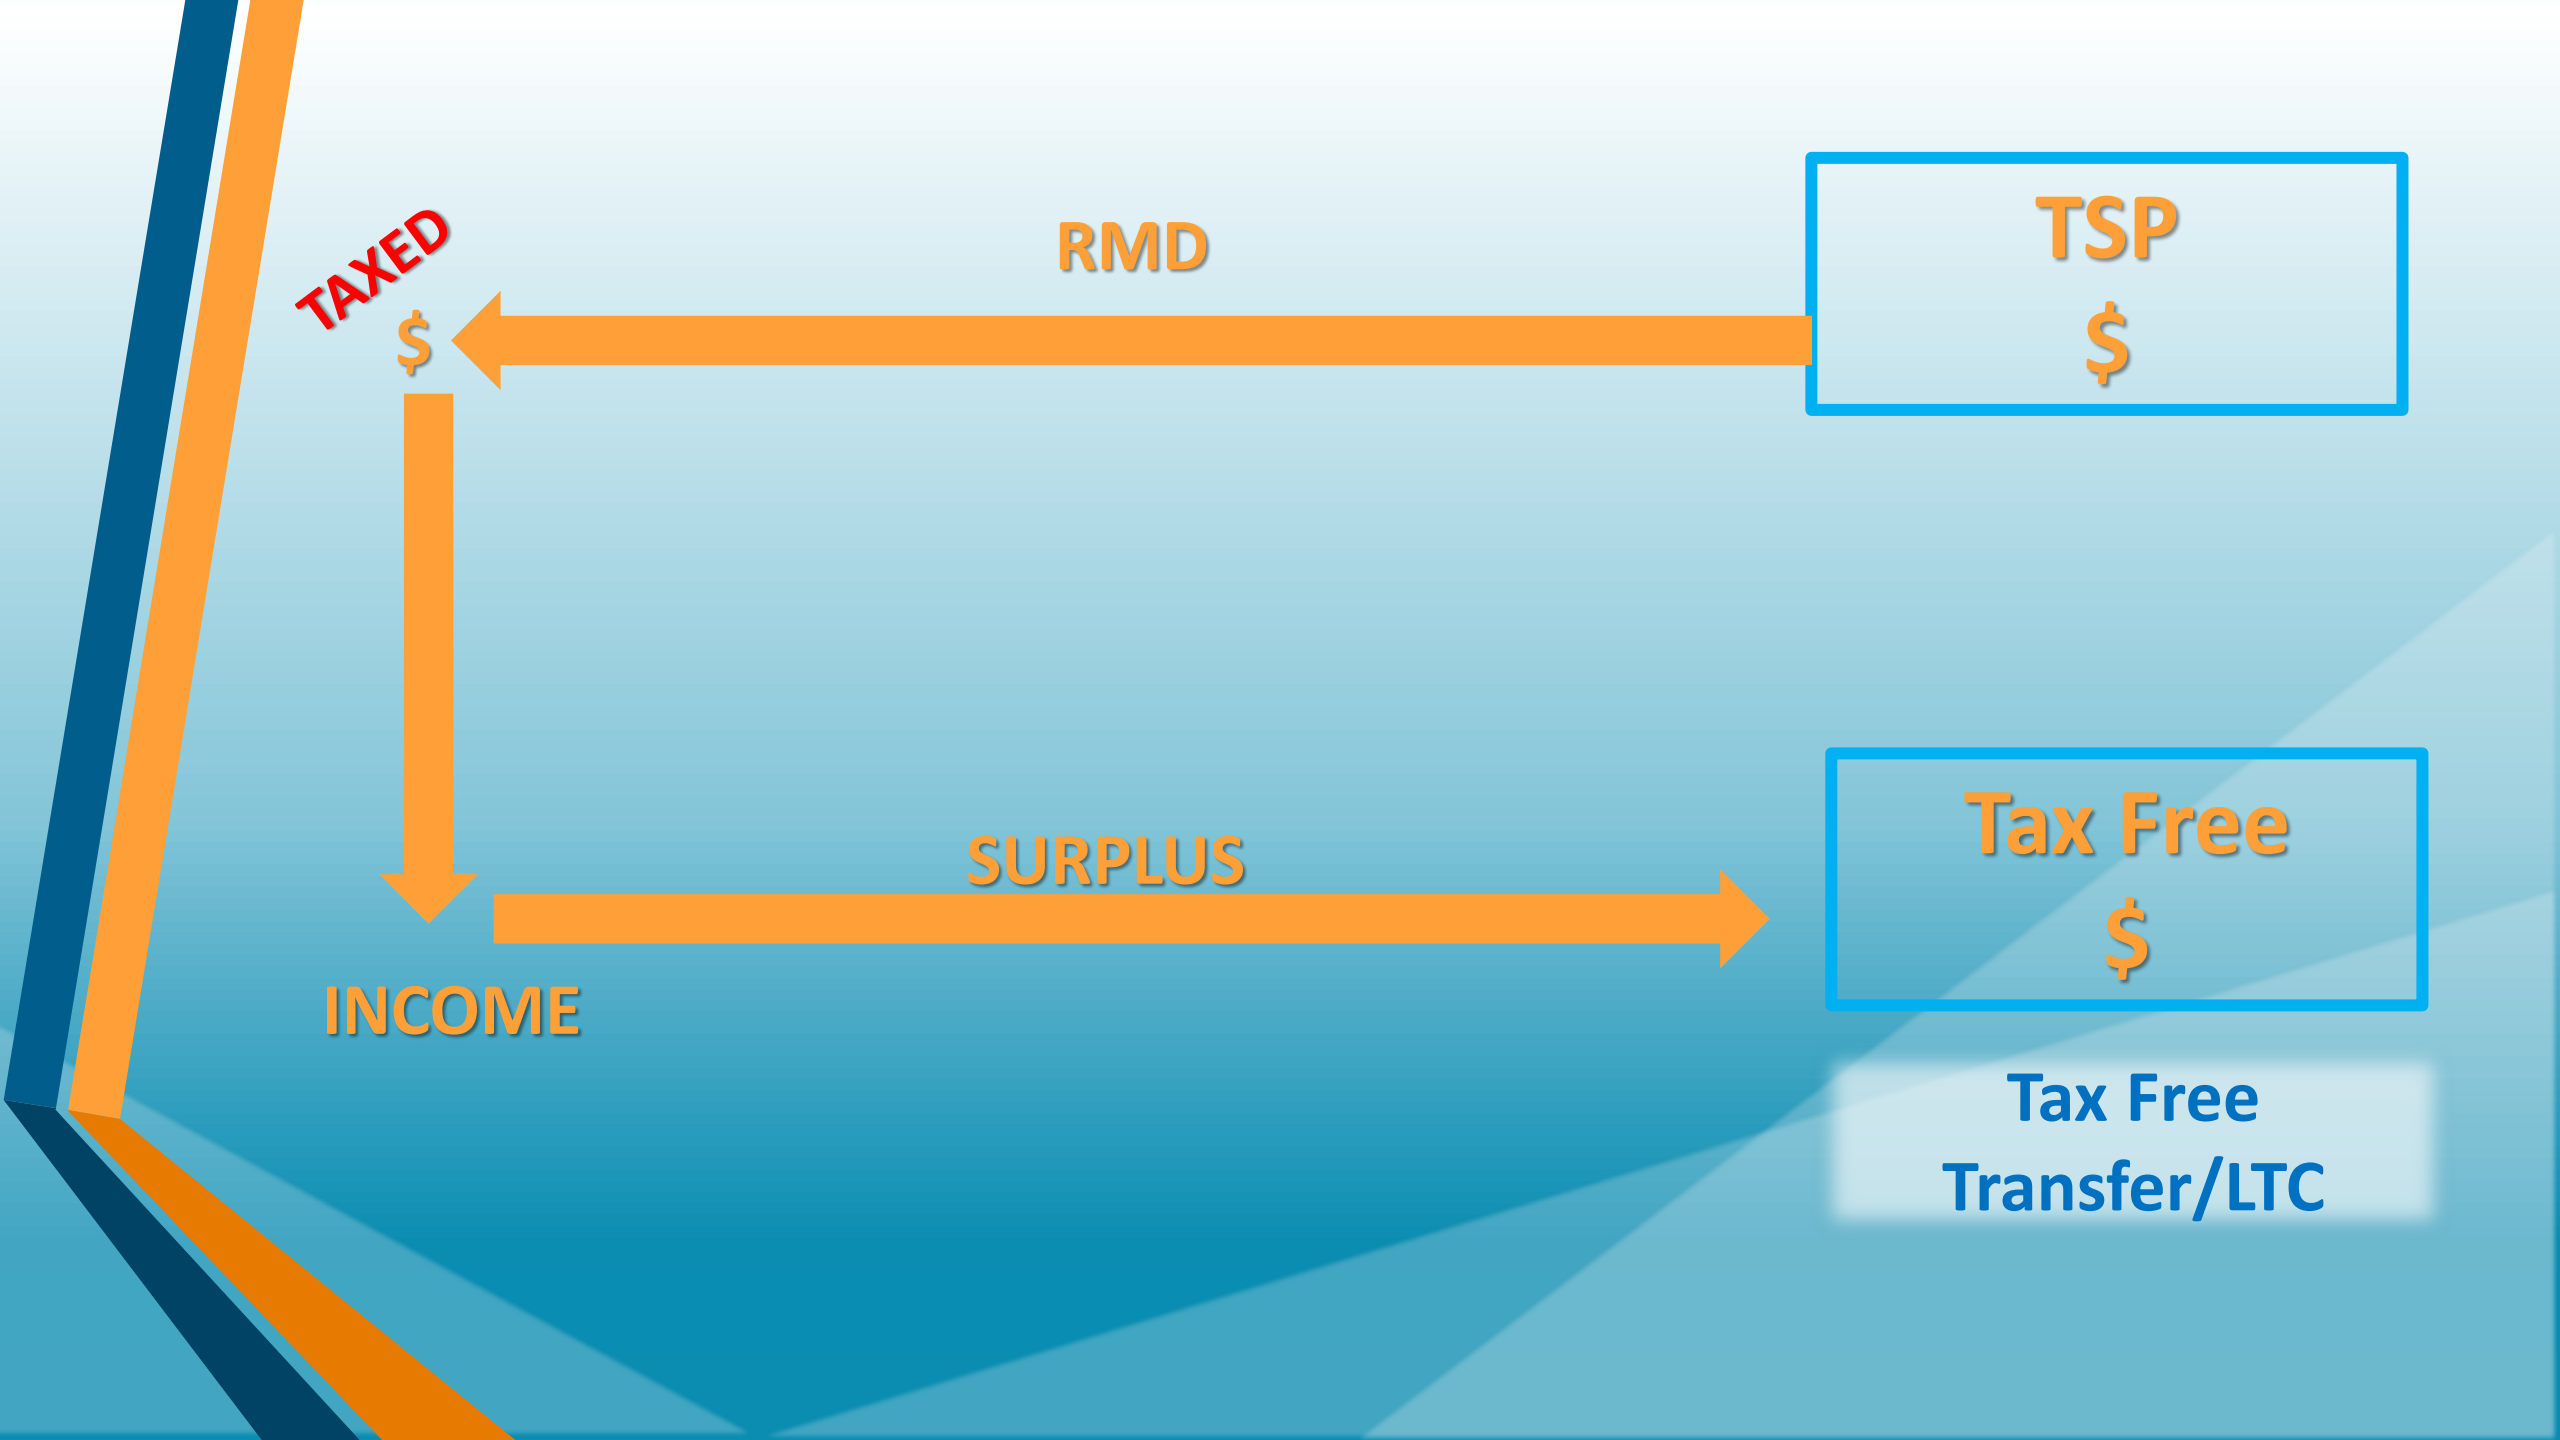 TAXED
$
RMD
TSP
$
INCOME
SURPLUS
Tax Free
$
Tax Free
Transfer/LTC